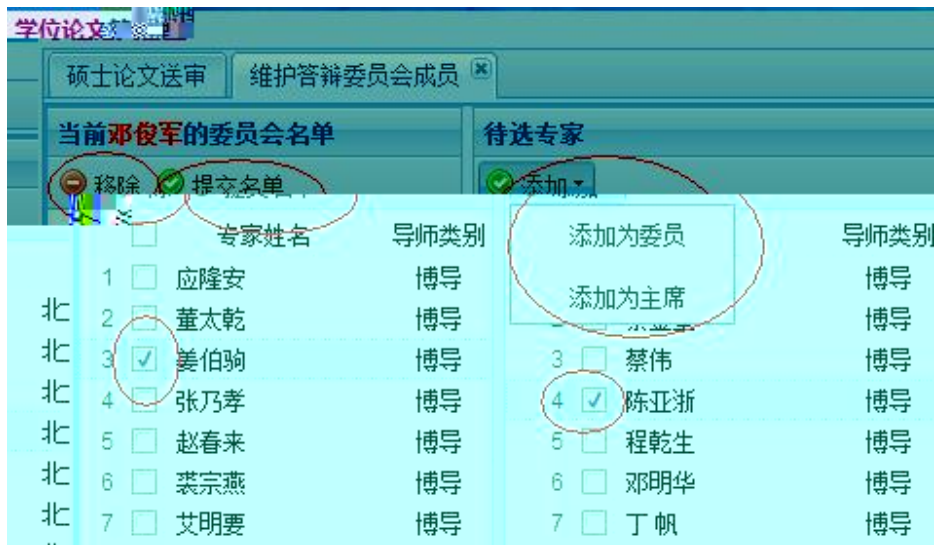 学位论文
硕士论文送审 维护答辩委员会成员
当前邓俊军的委员会名单 待选专家
移除 提交名单 添加
专家姓名 导师类别 添加为委员 导师类别
1 应隆安 博导 博导
添加为主席
北 2 董太乾 博导 博导
北 3 姜伯驹 博导 3 蔡伟 博导
北 4 张乃孝 博导 4 陈亚浙 博导
北 5 赵春来 博导 5 程乾生 博导
北 6 裘宗燕 博导 6 邓明华 博导
北 7 艾明要 博导 7 丁帆 博导